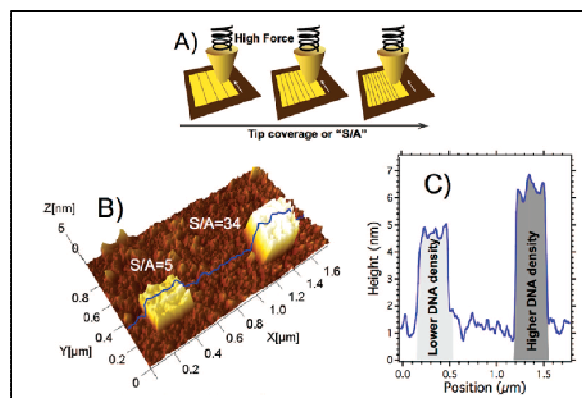 A)
High Force
Tip coverage or "S/A"
B)
Z[nm]
5
0
S/A=34
S/A=5
0.8
0.6
0.4
0.2
Y[µm]
0
0
0.2
0.4
0.6
0.8
1.0
1.2
1.4
1.6
X[µm]
C)
7
6
5
4
3
2
1
0
Height (nm)
Lower DNA density
Higher DNA density
0.0
0.5
1.0
1.5
Position (µm)